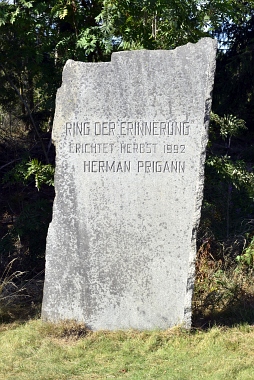 RING DER ERINNERUNG
ERICHTET HERBST 1992
HERMAN PRIGANN